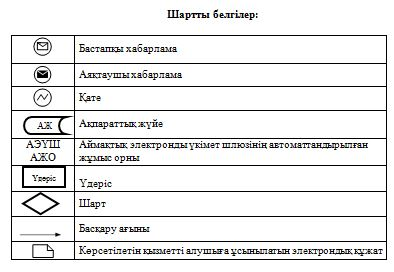 Шартты белгілер:
Бастапқы хабарлама
Аяқтаушы хабарлама
Қате
АЖ Ақпараттық жүйе
АЭҮШ Аймақтық электронды үкімет шлюзінің автоматтандырылған
АЖО жұмыс орны
Үдеріс Үдеріс
Шарт
Басқару ағыны
Көрсетілетін қызметті алушыға ұсынылатын электрондық құжат